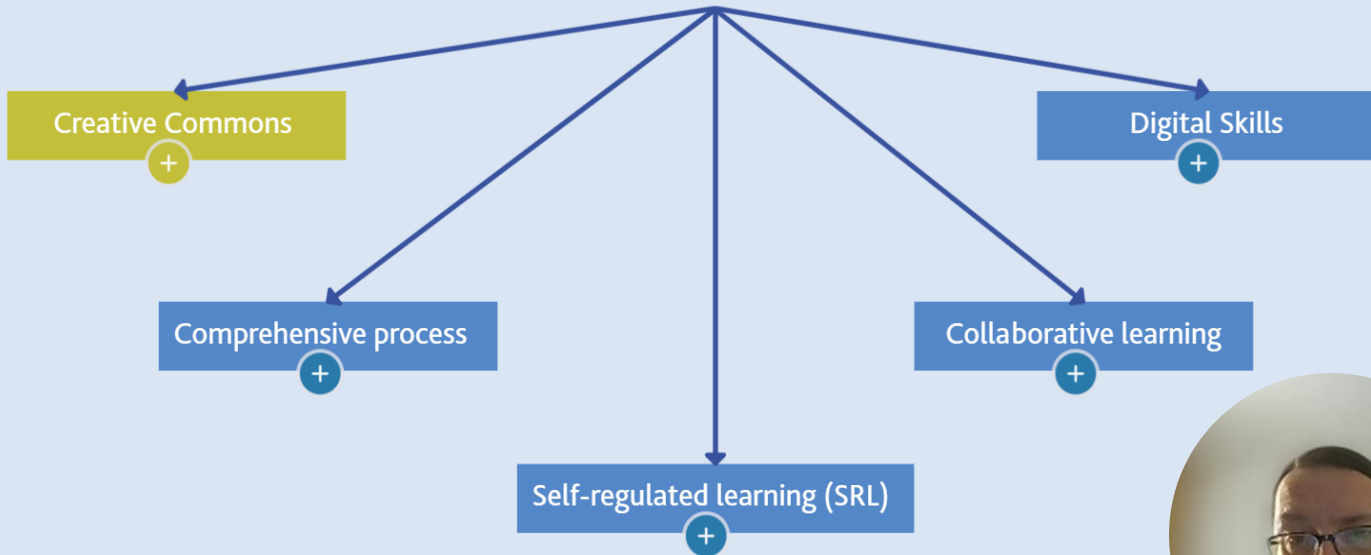 Creative Commons
+
Digital Skills
+
Comprehensive process
+
Collaborative learning
+
Self-regulated learning (SRL)
+